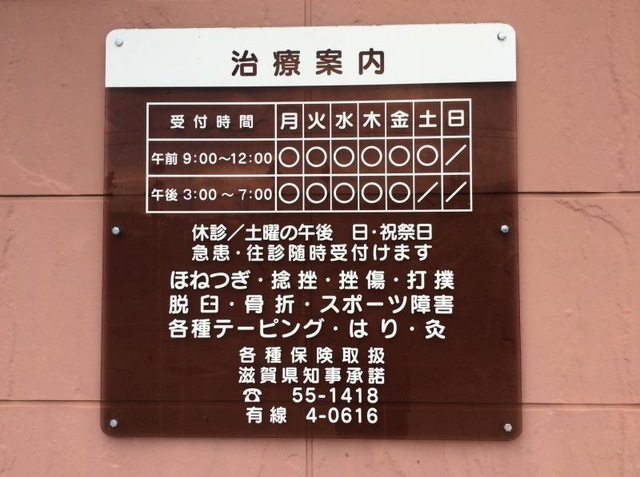 治療案内
受付時間 月 火 水 木 金 土 日
午前 9:00〜12:00 ○ ○ ○ ○ ○ ○ ／
午後 3:00〜7:00 ○ ○ ○ ○ ○ ／ ／
休診／土曜の午後 日・祝祭日
急患・往診随時受付けます
ほねつぎ・捻挫・挫傷・打撲
脱臼・骨折・スポーツ障害
各種テーピング・はり・灸
各種保険取扱
滋賀県知事承諾
☎ 55-1418
有線 4-0616